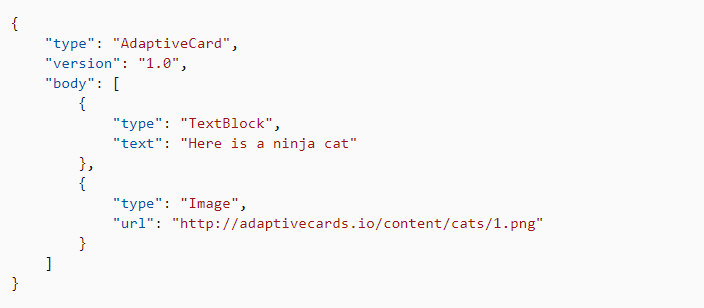 {
    "type": "AdaptiveCard",
    "version": "1.0",
    "body": [
        {
            "type": "TextBlock",
            "text": "Here is a ninja cat"
        },
        {
            "type": "Image",
            "url": "http://adaptivecards.io/content/cats/1.png"
        }
    ]
}